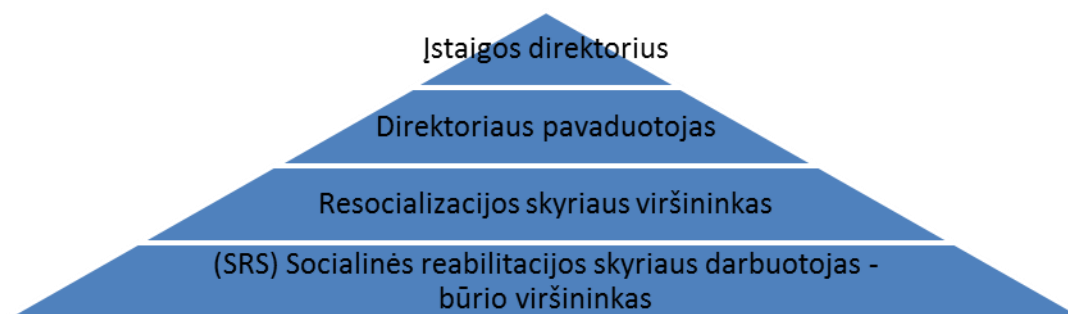 Įstaigos direktorius
Direktoriaus pavaduotojas
Resocializacijos skyriaus viršininkas
(SRS) Socialinės reabilitacijos skyriaus darbuotojas -
būrio viršininkas